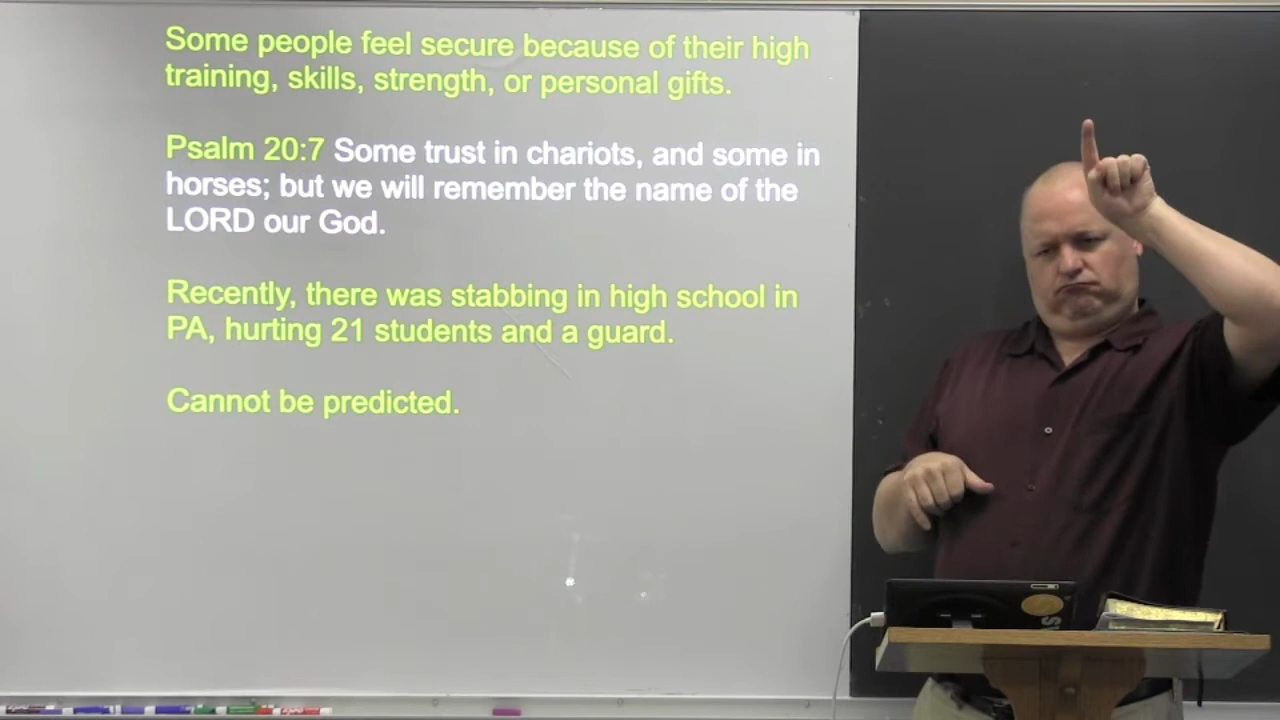 Some people feel secure because of their high
training, skills, strength, or personal gifts.
Psalm 20:7 Some trust in chariots, and some in
horses; but we will remember the name of the
LORD our God.
Recently, there was stabbing in high school in
PA, hurting 21 students and a guard.
Cannot be predicted.